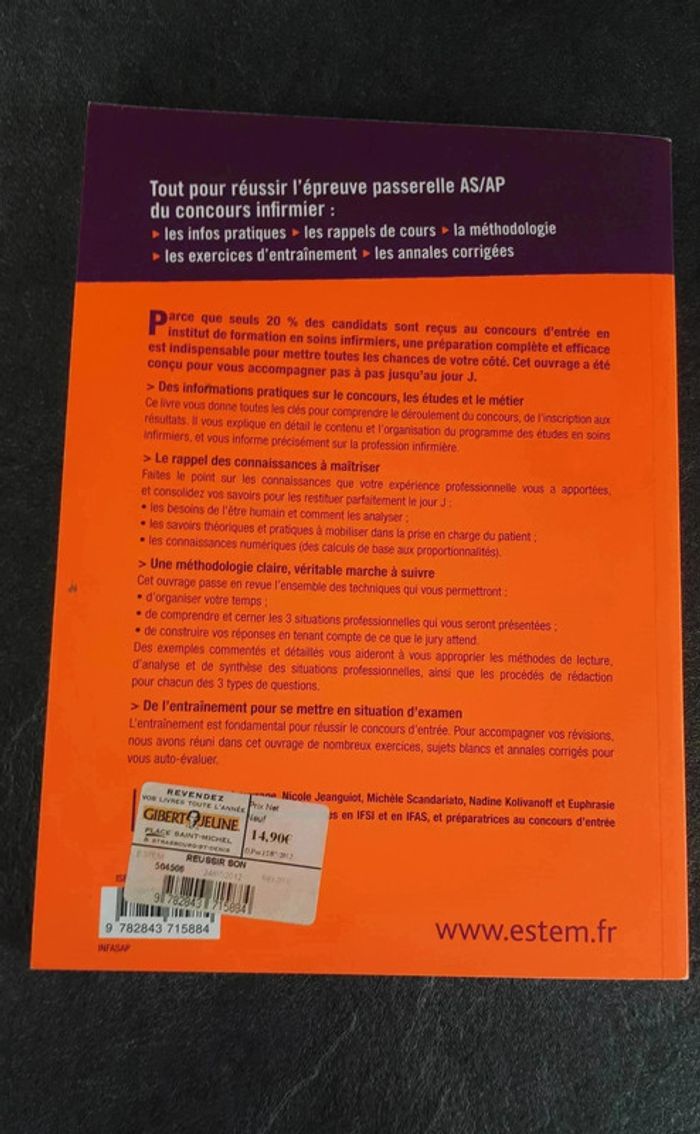 Tout pour réussir l'épreuve passerelle AS/AP
du concours infirmier :
▸ les infos pratiques ▸ les rappels de cours ▸ la méthodologie
▸ les exercices d'entraînement ▸ les annales corrigées
Parce que seuls 20 % des candidats sont reçus au concours d'entrée en
institut de formation en soins infirmiers, une préparation complète et efficace
est indispensable pour mettre toutes les chances de votre côté. Cet ouvrage a été
conçu pour vous accompagner pas à pas jusqu'au jour J.
> Des informations pratiques sur le concours, les études et le métier
Ce livre vous donne toutes les clés pour comprendre le déroulement du concours, de l'inscription aux
résultats. Il vous explique en détail le contenu et l'organisation du programme des études en soins
infirmiers, et vous informe précisément sur la profession infirmière.
> Le rappel des connaissances à maîtriser
Faites le point sur les connaissances que votre expérience professionnelle vous a apportées,
et consolidez vos savoirs pour les restituer parfaitement le jour J :
• les besoins de l'être humain et comment les analyser ;
• les savoirs théoriques et pratiques à mobiliser dans la prise en charge du patient ;
• les connaissances numériques (des calculs de base aux proportionnalités).
> Une méthodologie claire, véritable marche à suivre
Cet ouvrage passe en revue l'ensemble des techniques qui vous permettront :
• d'organiser votre temps ;
• de comprendre et cerner les 3 situations professionnelles qui vous seront présentées ;
• de construire vos réponses en tenant compte de ce que le jury attend.
Des exemples commentés et détaillés vous aideront à vous approprier les méthodes de lecture,
d'analyse et de synthèse des situations professionnelles, ainsi que les procédés de rédaction
pour chacun des 3 types de questions.
> De l'entraînement pour se mettre en situation d'examen
L'entraînement est fondamental pour réussir le concours d'entrée. Pour accompagner vos révisions,
nous avons réuni dans cet ouvrage de nombreux exercices, sujets blancs et annales corrigés pour
vous auto-évaluer.
Nicole Jeanguiot, Michèle Scandariato, Nadine Kolivanoff et Euphrasie
es en IFSI et en IFAS, et préparatrices au concours d'entrée
REVENDEZ
VOS LIVRES TOUTE L'ANNÉE
GIBERT JEUNE
PLACE SAINT-MICHEL
& STRASBOURG-ST-DENIS
Prix Net
14,90€
ESTEM
REUSSIR SON
504506
9 782843 715884
9 782843 715884
INFASAP
www.estem.fr